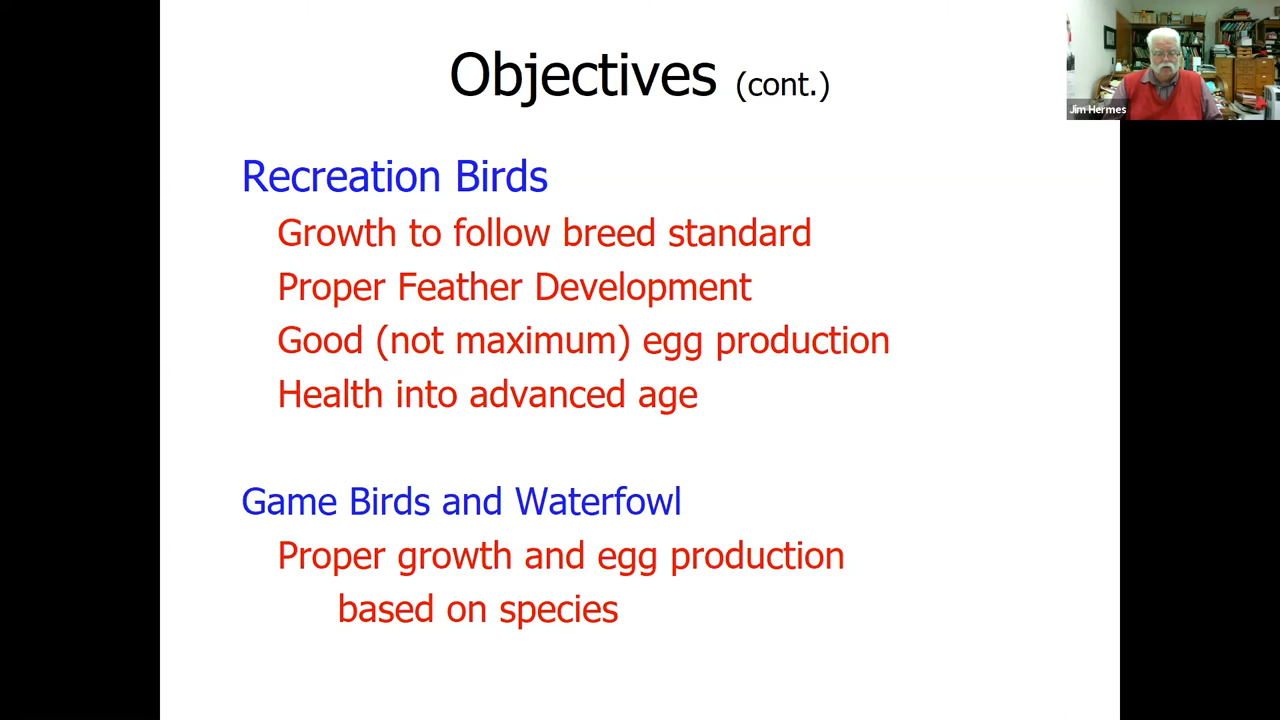 Objectives (cont.)
Jim Hermes
Recreation Birds
Growth to follow breed standard
Proper Feather Development
Good (not maximum) egg production
Health into advanced age
Game Birds and Waterfowl
Proper growth and egg production
based on species